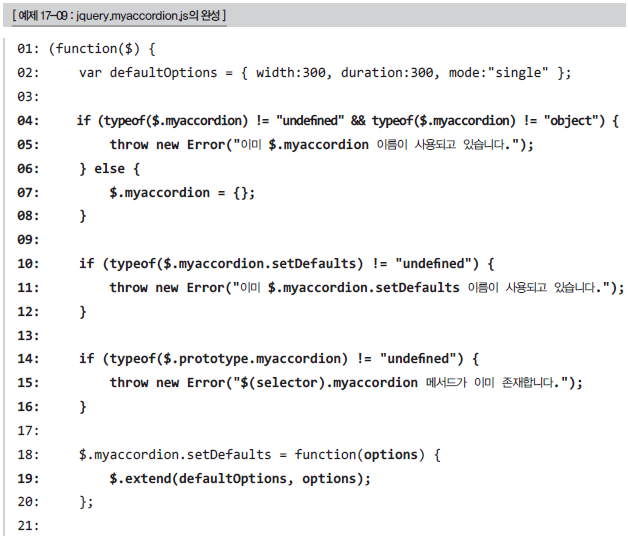 [ 예제 17-09 : jquery.myaccordion.js의 완성 ]
01: (function($) {
02:     var defaultOptions = { width:300, duration:300, mode:"single" };
03:
04:     if (typeof($.myaccordion) != "undefined" && typeof($.myaccordion) != "object") {
05:         throw new Error("이미 $.myaccordion 이름이 사용되고 있습니다.");
06:     } else {
07:         $.myaccordion = {};
08:     }
09:
10:     if (typeof($.myaccordion.setDefaults) != "undefined") {
11:         throw new Error("이미 $.myaccordion.setDefaults 이름이 사용되고 있습니다.");
12:     }
13:
14:     if (typeof($.prototype.myaccordion) != "undefined") {
15:         throw new Error("$(selector).myaccordion 메서드가 이미 존재합니다.");
16:     }
17:
18:     $.myaccordion.setDefaults = function(options) {
19:         $.extend(defaultOptions, options);
20:     };
21: